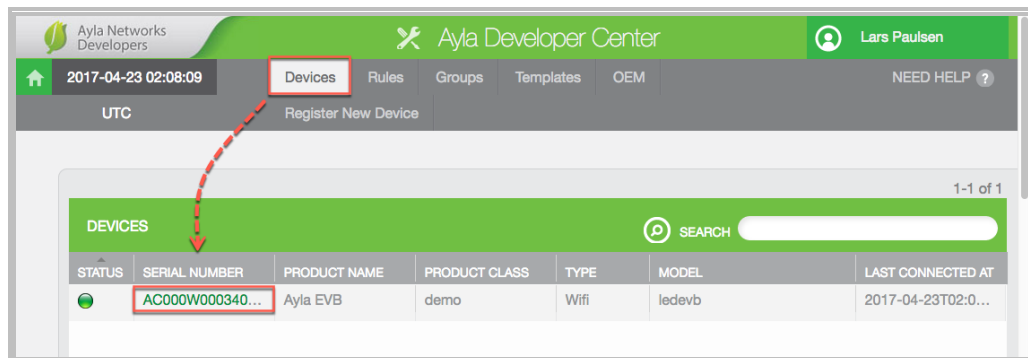 Ayla Networks
Developers
Ayla Developer Center
Lars Paulsen
2017-04-23 02:08:09
UTC
Devices Rules Groups Templates OEM
NEED HELP ?
Register New Device
1-1 of 1
DEVICES
SEARCH
STATUS SERIAL NUMBER PRODUCT NAME PRODUCT CLASS TYPE MODEL LAST CONNECTED AT
AC000W000340... Ayla EVB demo Wifi ledevb 2017-04-23T02:0...